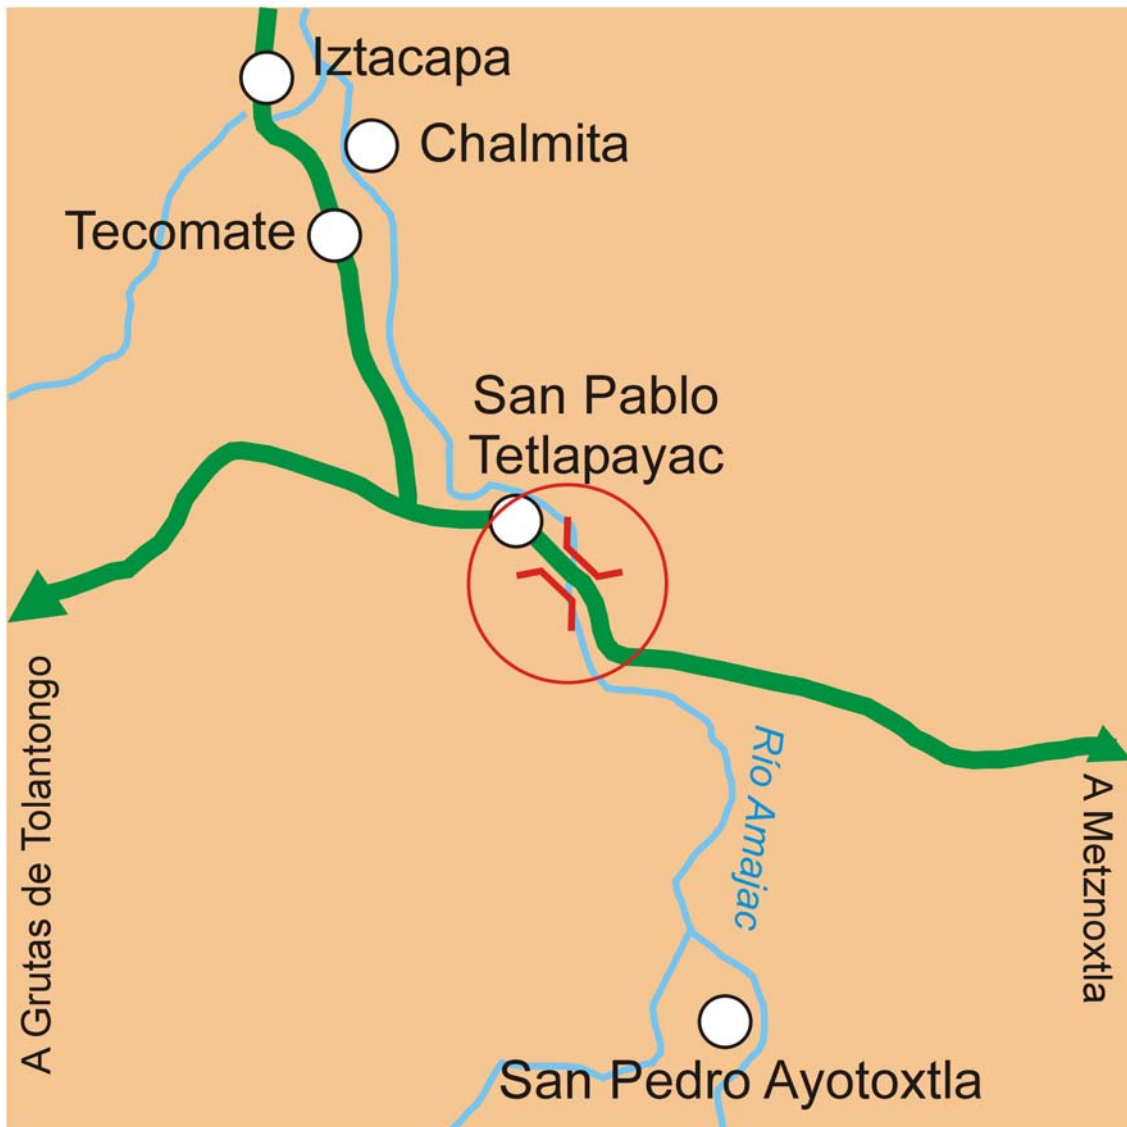 Iztacapa
Chalmita
Tecomate
San Pablo
Tetlapayac
A Grutas de Tolantongo
Río Amajac
A Metznoxtla
San Pedro Ayotoxtla